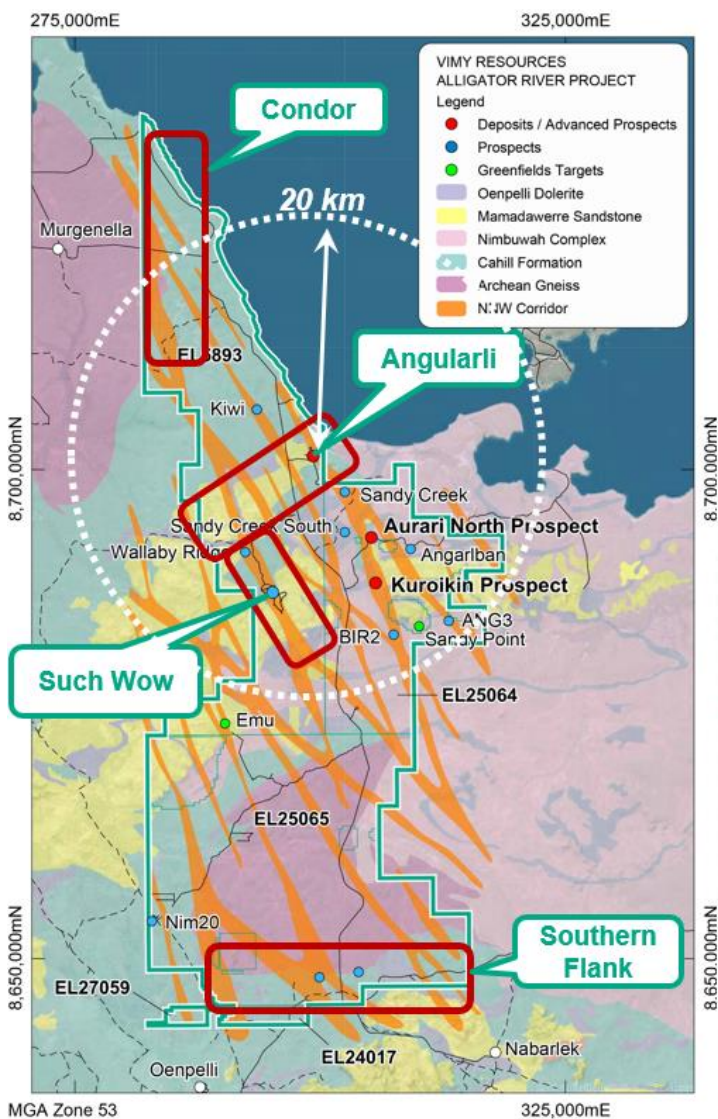 275,000mE
325,000mE
VIMY RESOURCES
ALLIGATOR RIVER PROJECT
Legend
Deposits / Advanced Prospects
Prospects
Greenfields Targets
Oenpelli Dolerite
Mamadawerre Sandstone
Nimbuwah Complex
Cahill Formation
Archean Gneiss
NNW Corridor
Condor
20 km
Murgenella
EL5893
Angularli
Kiwi
8,700,000mN
8,700,000mN
Sandy Creek
Sandy Creek South
Aurari North Prospect
Wallaby Ridge
Angarlban
Kuroikin Prospect
ANG3
BIR2
Sandy Point
Such Wow
EL25064
Emu
EL25065
Nim20
Southern
Flank
8,650,000mN
8,650,000mN
EL27059
EL24017
Nabarlek
Oenpelli
MGA Zone 53
325,000mE